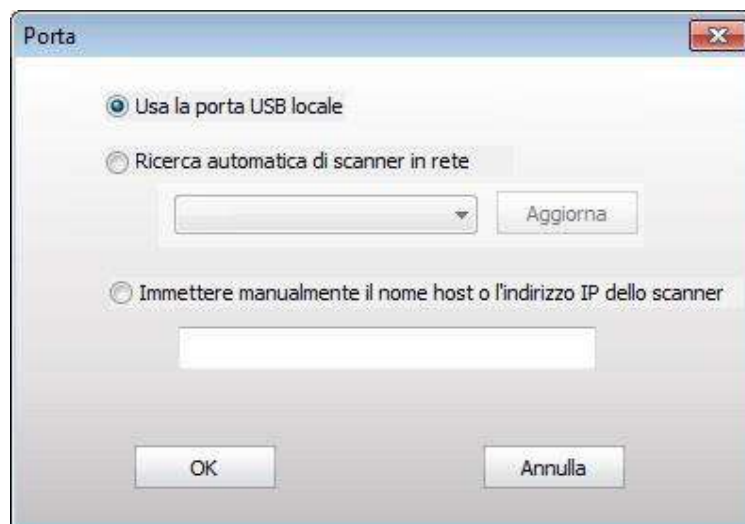 Porta
Usa la porta USB locale
Ricerca automatica di scanner in rete
Aggiorna
Immettere manualmente il nome host o l'indirizzo IP dello scanner
OK
Annulla